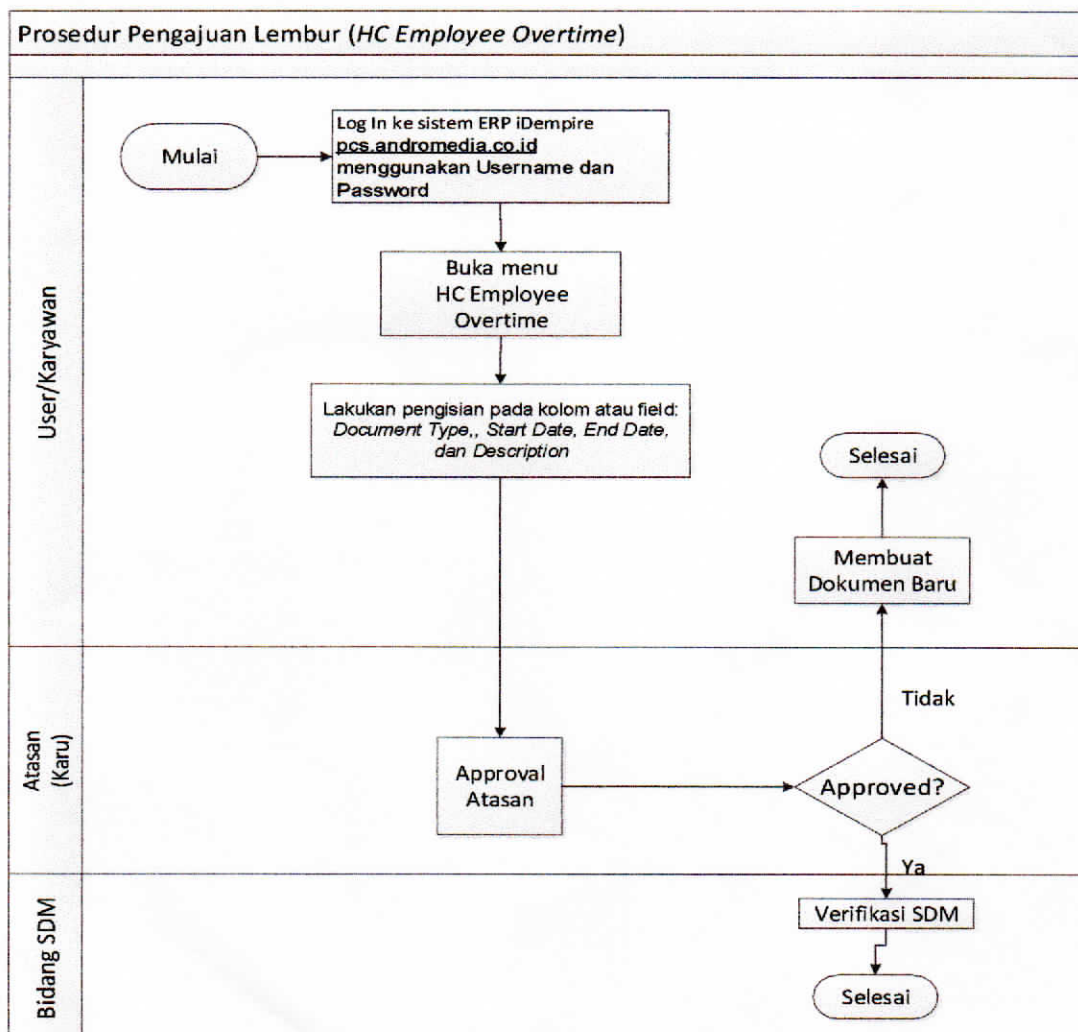 Prosedur Pengajuan Lembur (HC Employee Overtime)
User/Karyawan
Mulai
Log In ke sistem ERP iDempire
pcs.andromedia.co.id
menggunakan Username dan
Password
Buka menu
HC Employee
Overtime
Lakukan pengisian pada kolom atau field:
Document Type,, Start Date, End Date,
dan Description
Selesai
Membuat
Dokumen Baru
Atasan
(Karu)
Tidak
Approval
Atasan
Approved?
Ya
Bidang SDM
Verifikasi SDM
Selesai